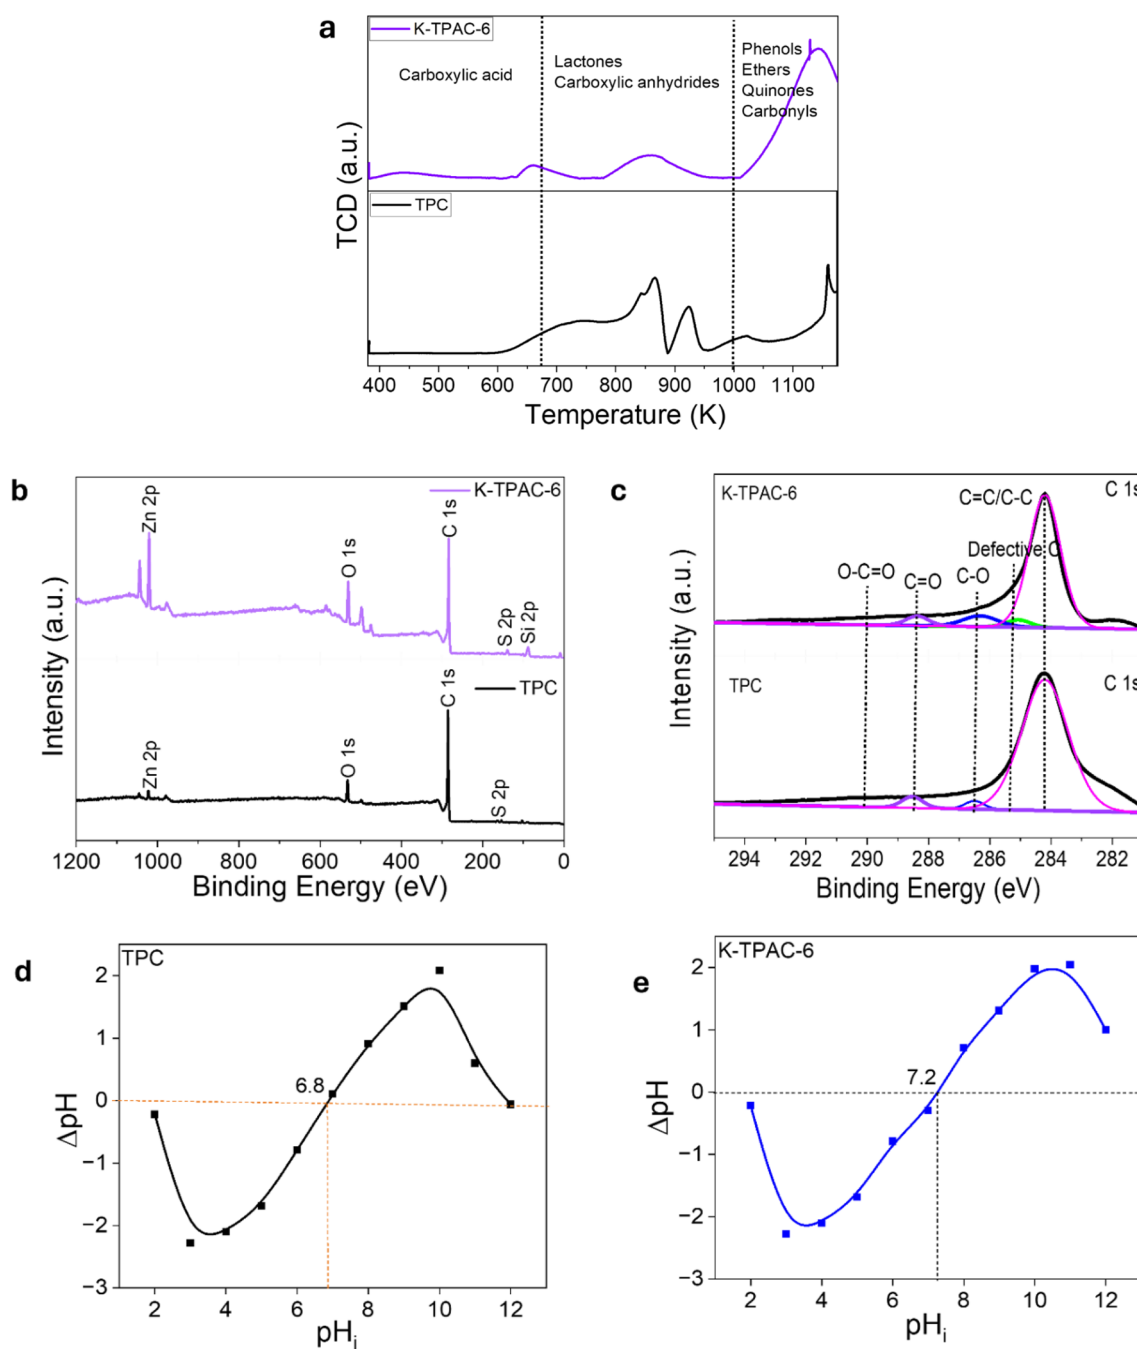 a
K-TPAC-6
Carboxylic acid
Lactones
Carboxylic anhydrides
Phenols
Ethers
Quinones
Carbonyls
TPC
TCD (a.u.)
400 500 600 700 800 900 1000 1100
Temperature (K)
b
K-TPAC-6
Zn 2p
O 1s
C 1s
S 2p
Si 2p
TPC
Zn 2p
O 1s
C 1s
S 2p
Intensity (a.u.)
1200 1000 800 600 400 200 0
Binding Energy (eV)
c
K-TPAC-6
C=C/C-C
C 1s
Defective C
O-C=O
C=O
C-O
TPC
C 1s
Intensity (a.u.)
294 292 290 288 286 284 282
Binding Energy (eV)
d
TPC
2
1
0
−1
−2
−3
6.8
ΔpH
2 4 6 8 10 12
pHi
e
K-TPAC-6
2
1
0
−1
−2
−3
7.2
ΔpH
2 4 6 8 10 12
pHi